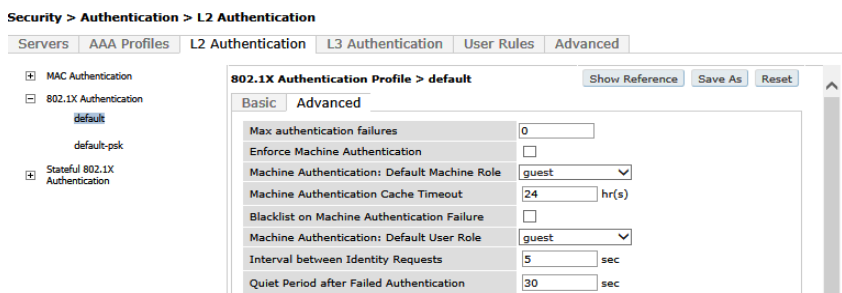 Security > Authentication > L2 Authentication
Servers AAA Profiles L2 Authentication L3 Authentication User Rules Advanced
MAC Authentication
802.1X Authentication
default
default-psk
Stateful 802.1X
Authentication
802.1X Authentication Profile > default Show Reference Save As Reset
Basic Advanced
Max authentication failures 0
Enforce Machine Authentication
Machine Authentication: Default Machine Role guest
Machine Authentication Cache Timeout 24 hr(s)
Blacklist on Machine Authentication Failure
Machine Authentication: Default User Role guest
Interval between Identity Requests 5 sec
Quiet Period after Failed Authentication 30 sec